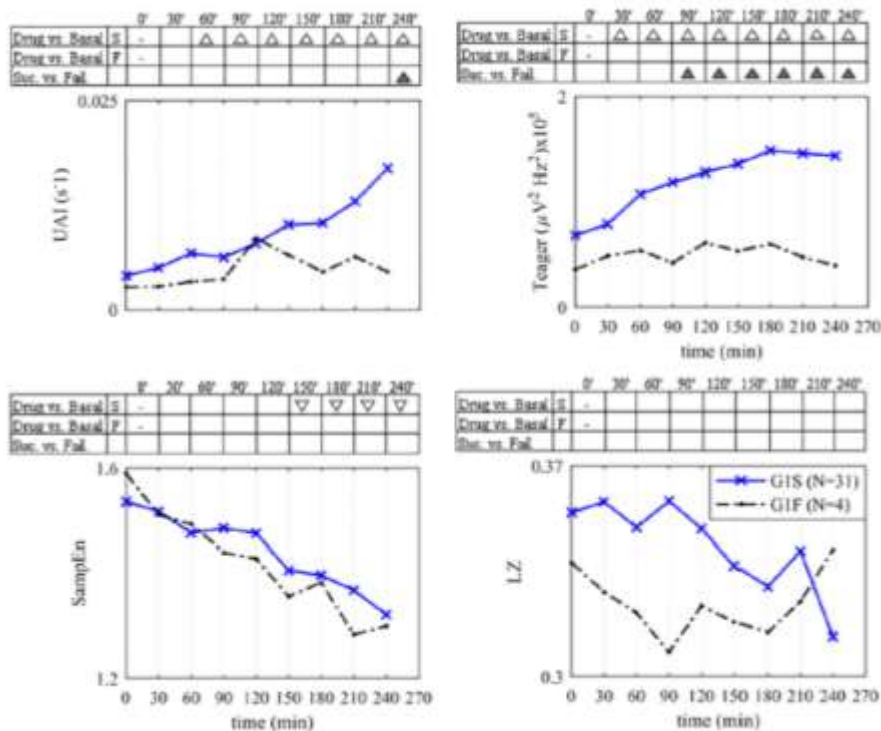 0' 30' 60' 90' 120' 150' 180' 210' 240'
Drug vs. Basal S - △ △ △ △ △ △ △
Drug vs. Basal F -
Suc. vs. Fail ▲
0.025
UAI (s-1)
0
0' 30' 60' 90' 120' 150' 180' 210' 240'
Drug vs. Basal S - △ △ △ △ △ △ △ △
Drug vs. Basal F -
Suc. vs. Fail ▲ ▲ ▲ ▲ ▲ ▲
2
Teager (μV² Hz²)x10⁵
0
0 30 60 90 120 150 180 210 240 270
time (min)
0' 30' 60' 90' 120' 150' 180' 210' 240'
Drug vs. Basal S - ▽ ▽ ▽ ▽
Drug vs. Basal F -
Suc. vs. Fail
1.6
SampEn
1.2
0 30 60 90 120 150 180 210 240 270
time (min)
0' 30' 60' 90' 120' 150' 180' 210' 240'
Drug vs. Basal S -
Drug vs. Basal F -
Suc. vs. Fail
0.37
G1S (N=31)
G1F (N=4)
LZ
0.3
0 30 60 90 120 150 180 210 240 270
time (min)